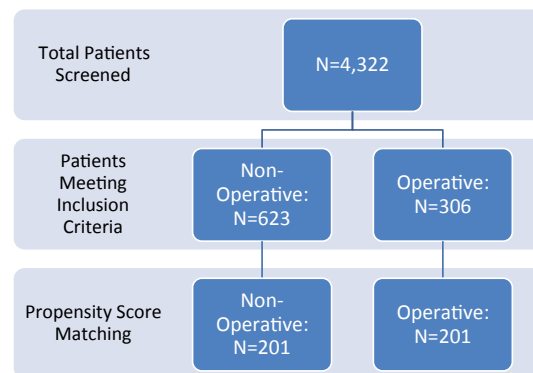 Total Patients
Screened
N=4,322
Patients
Meeting
Inclusion
Criteria
Non-
Operative:
N=623
Operative:
N=306
Propensity Score
Matching
Non-
Operative:
N=201
Operative:
N=201